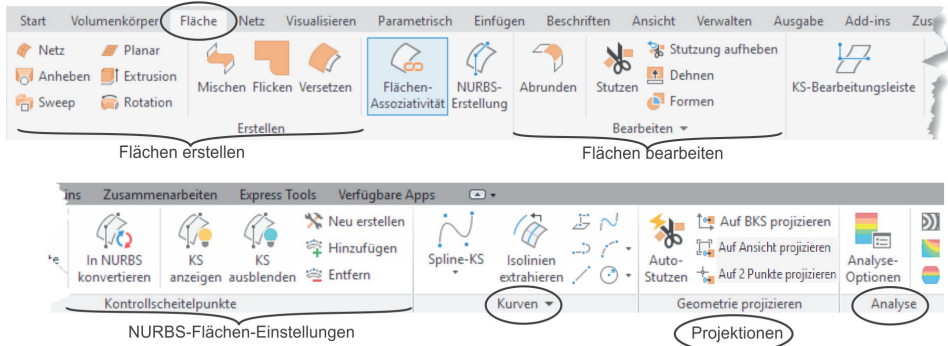 Start Volumenkörper Fläche Netz Visualisieren Parametrisch Einfügen Beschriften Ansicht Verwalten Ausgabe Add-ins Zus
Netz Planar
Anheben Extrusion
Sweep Rotation
Mischen Flicken Versetzen
Flächen-
Assoziativität
NURBS-
Erstellung
Abrunden Stutzen
Stutzung aufheben
Dehnen
Formen
KS-Bearbeitungsleiste
Erstellen
Bearbeiten
Flächen erstellen
Flächen bearbeiten
ins Zusammenarbeiten Express Tools Verfügbare Apps
In NURBS
konvertieren
KS
anzeigen
KS
ausblenden
Neu erstellen
Hinzufügen
Entfern
Spline-KS
Isolinien
extrahieren
Auto-
Stutzen
Auf BKS projizieren
Auf Ansicht projizieren
Auf 2 Punkte projizieren
Analyse-
Optionen
Kontrollscheitelpunkte
Kurven
Geometrie projizieren
Analyse
NURBS-Flächen-Einstellungen
Projektionen